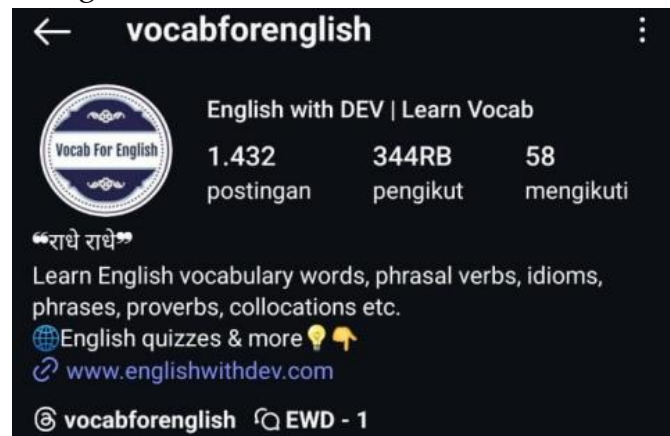 vocabforenglish
Vocab For English
English with DEV | Learn Vocab
1.432 344RB 58
postingan pengikut mengikuti
❝राधे राधे❞
Learn English vocabulary words, phrasal verbs, idioms,
phrases, proverbs, collocations etc.
🌐English quizzes & more💡👇
www.englishwithdev.com
vocabforenglish EWD - 1